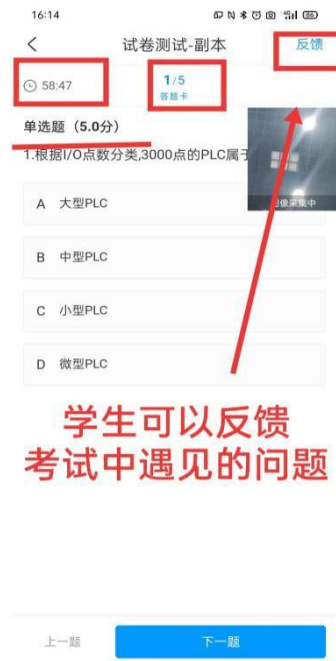 16:14
试卷测试-副本
反馈
58:47
1/5
答题卡
单选题（5.0分）
1.根据I/O点数分类,3000点的PLC属于
图像采集中
A 大型PLC
B 中型PLC
C 小型PLC
D 微型PLC
学生可以反馈
考试中遇见的问题
上一题
下一题